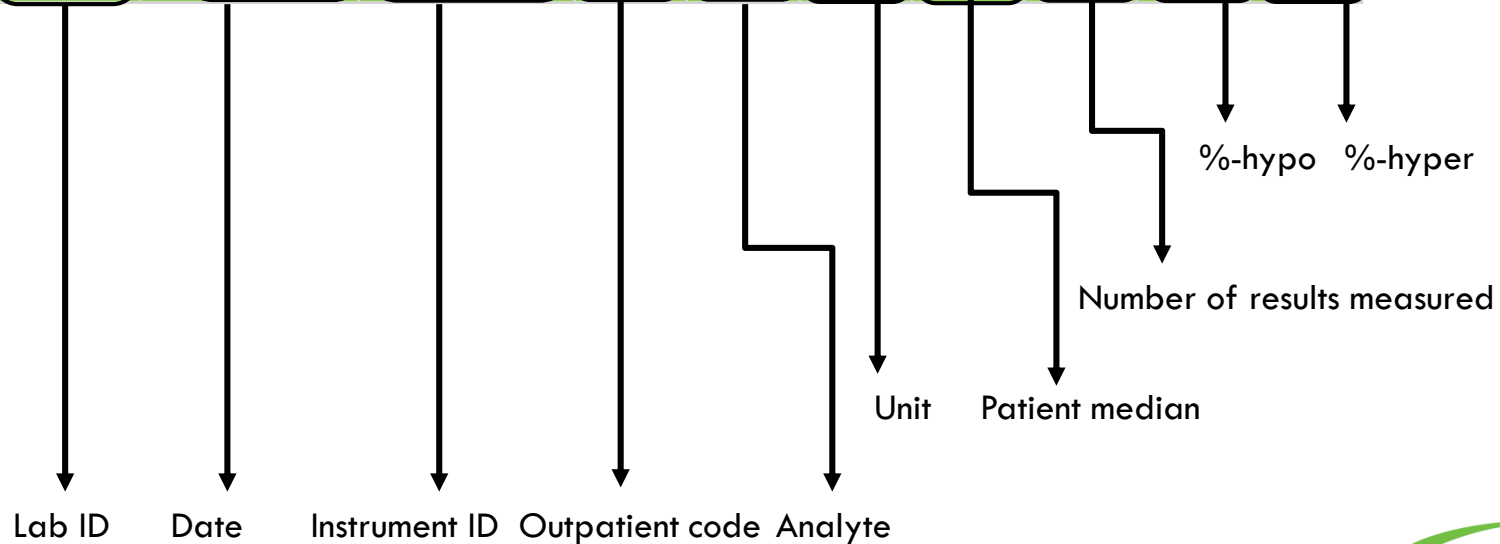 %-hypo %-hyper
Number of results measured
Unit Patient median
Lab ID Date Instrument ID Outpatient code Analyte